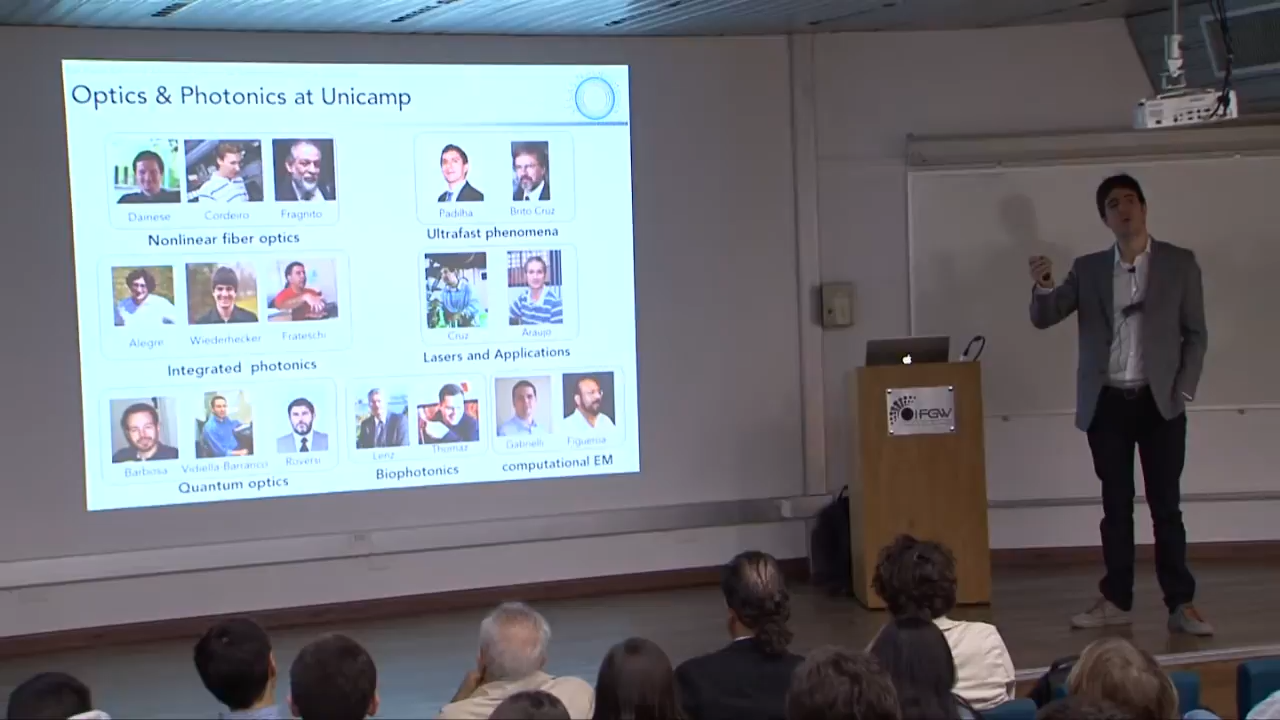 Optics & Photonics at Unicamp
Dainese Cordeiro Fragnito
Nonlinear fiber optics
Padilha Brito Cruz
Ultrafast phenomena
Alegre Wiederhecker Frateschi
Integrated photonics
Cruz Araujo
Lasers and Applications
Barbosa Vidiella-Barranco Roversi
Quantum optics
Lenz Thomaz
Biophotonics
Gabrielli Figueroa
computational EM
IFGW